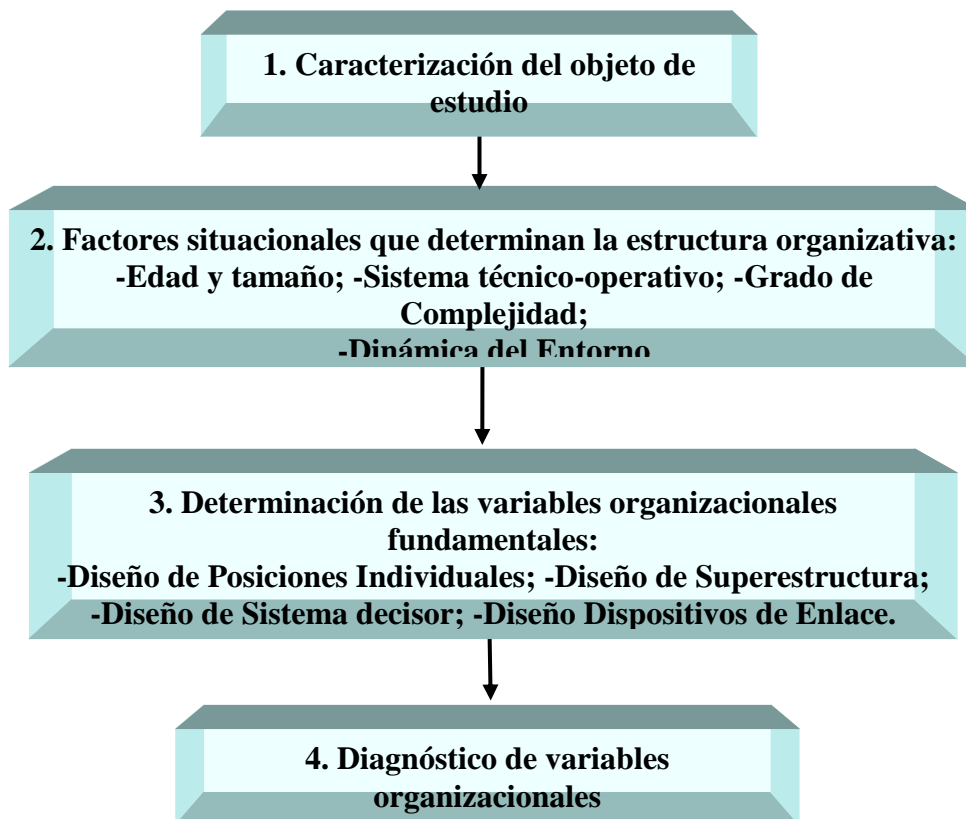 1. Caracterización del objeto de
estudio
2. Factores situacionales que determinan la estructura organizativa:
-Edad y tamaño; -Sistema técnico-operativo; -Grado de
Complejidad;
-Dinámica del Entorno
3. Determinación de las variables organizacionales
fundamentales:
-Diseño de Posiciones Individuales; -Diseño de Superestructura;
-Diseño de Sistema decisor; -Diseño Dispositivos de Enlace.
4. Diagnóstico de variables
organizacionales